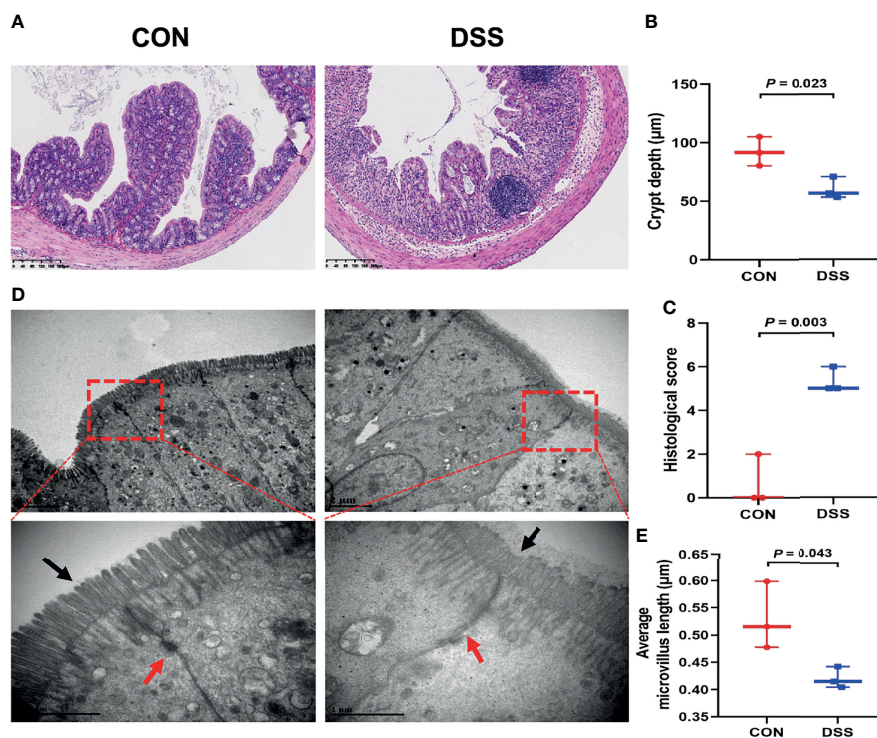 A
CON
DSS
B
150
100
50
0
Crypt depth (µm)
P = 0.023
CON
DSS
C
8
6
4
2
0
Histological score
P = 0.003
CON
DSS
D
E
0.65
0.60
0.55
0.50
0.45
0.40
0.35
Average
microvillus length (µm)
P = 0.043
CON
DSS